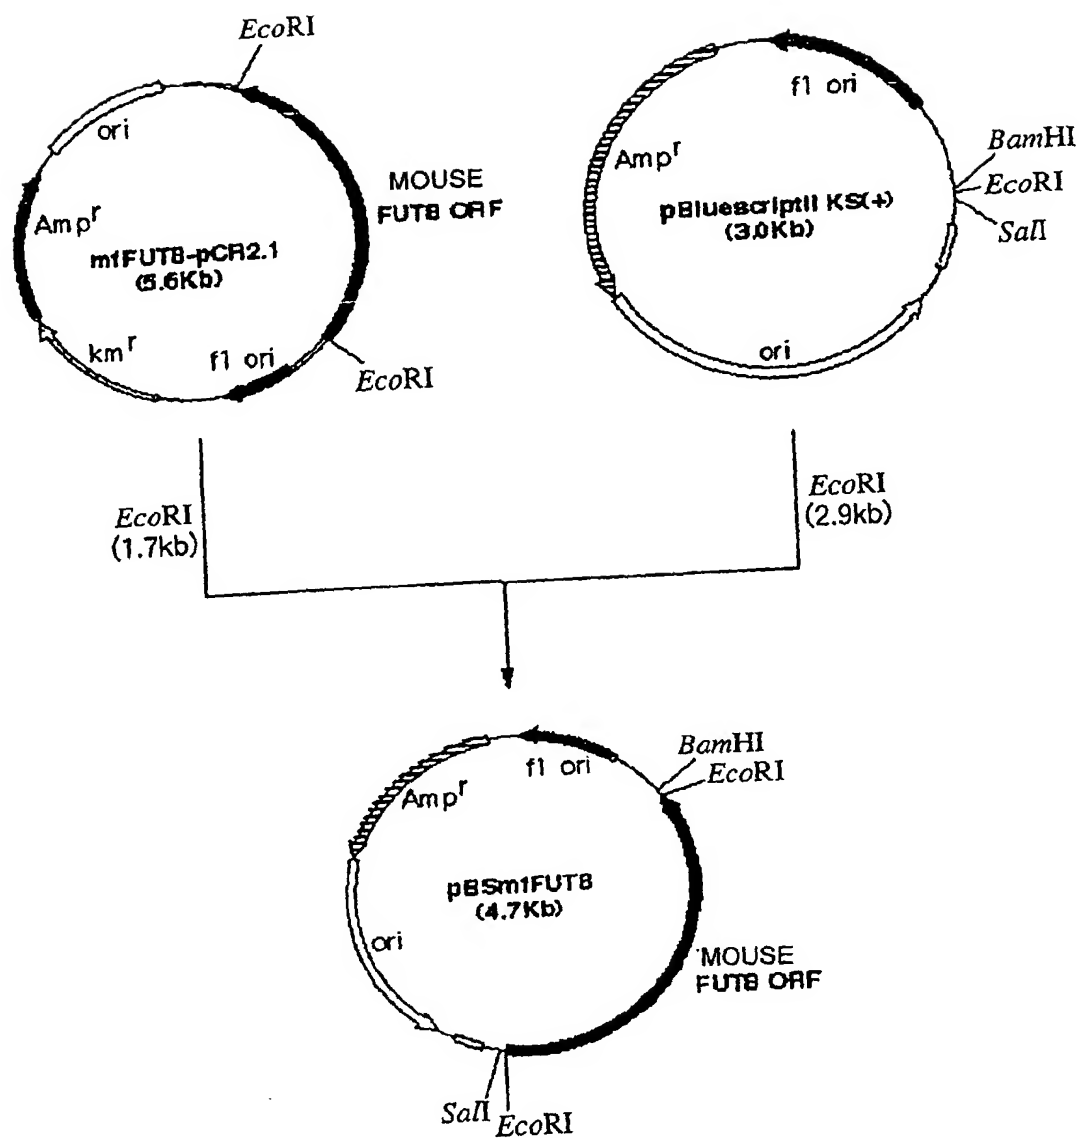 EcoRI
ori
Ampr
kmr
f1 ori
mfFUT8-pCR2.1
(5.6Kb)
MOUSE
FUT8 ORF
EcoRI
f1 ori
Ampr
pBluescriptII KS(+)
(3.0Kb)
BamHI
EcoRI
SalI
ori
EcoRI
(1.7kb)
EcoRI
(2.9kb)
f1 ori
BamHI
EcoRI
Ampr
pBSmfFUT8
(4.7Kb)
ori
MOUSE
FUT8 ORF
SalI
EcoRI